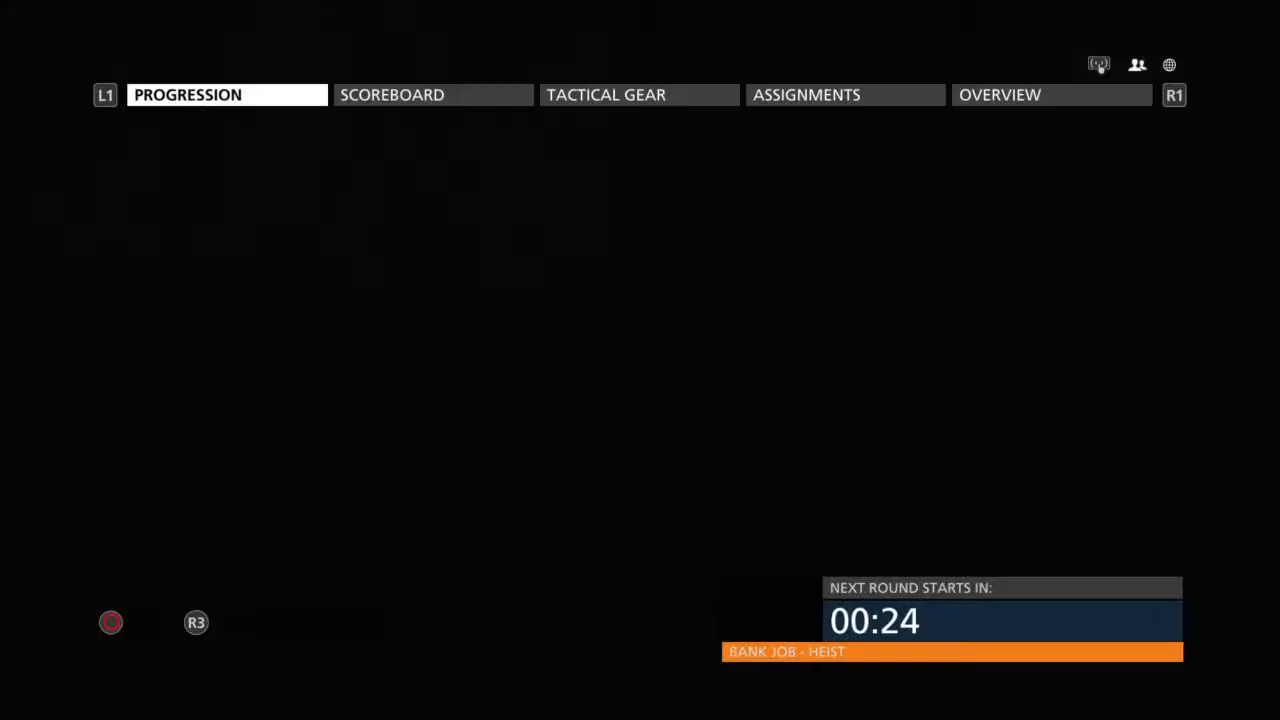 L1 PROGRESSION SCOREBOARD TACTICAL GEAR ASSIGNMENTS OVERVIEW R1
NEXT ROUND STARTS IN:
00:24
R3
BANK JOB - HEIST